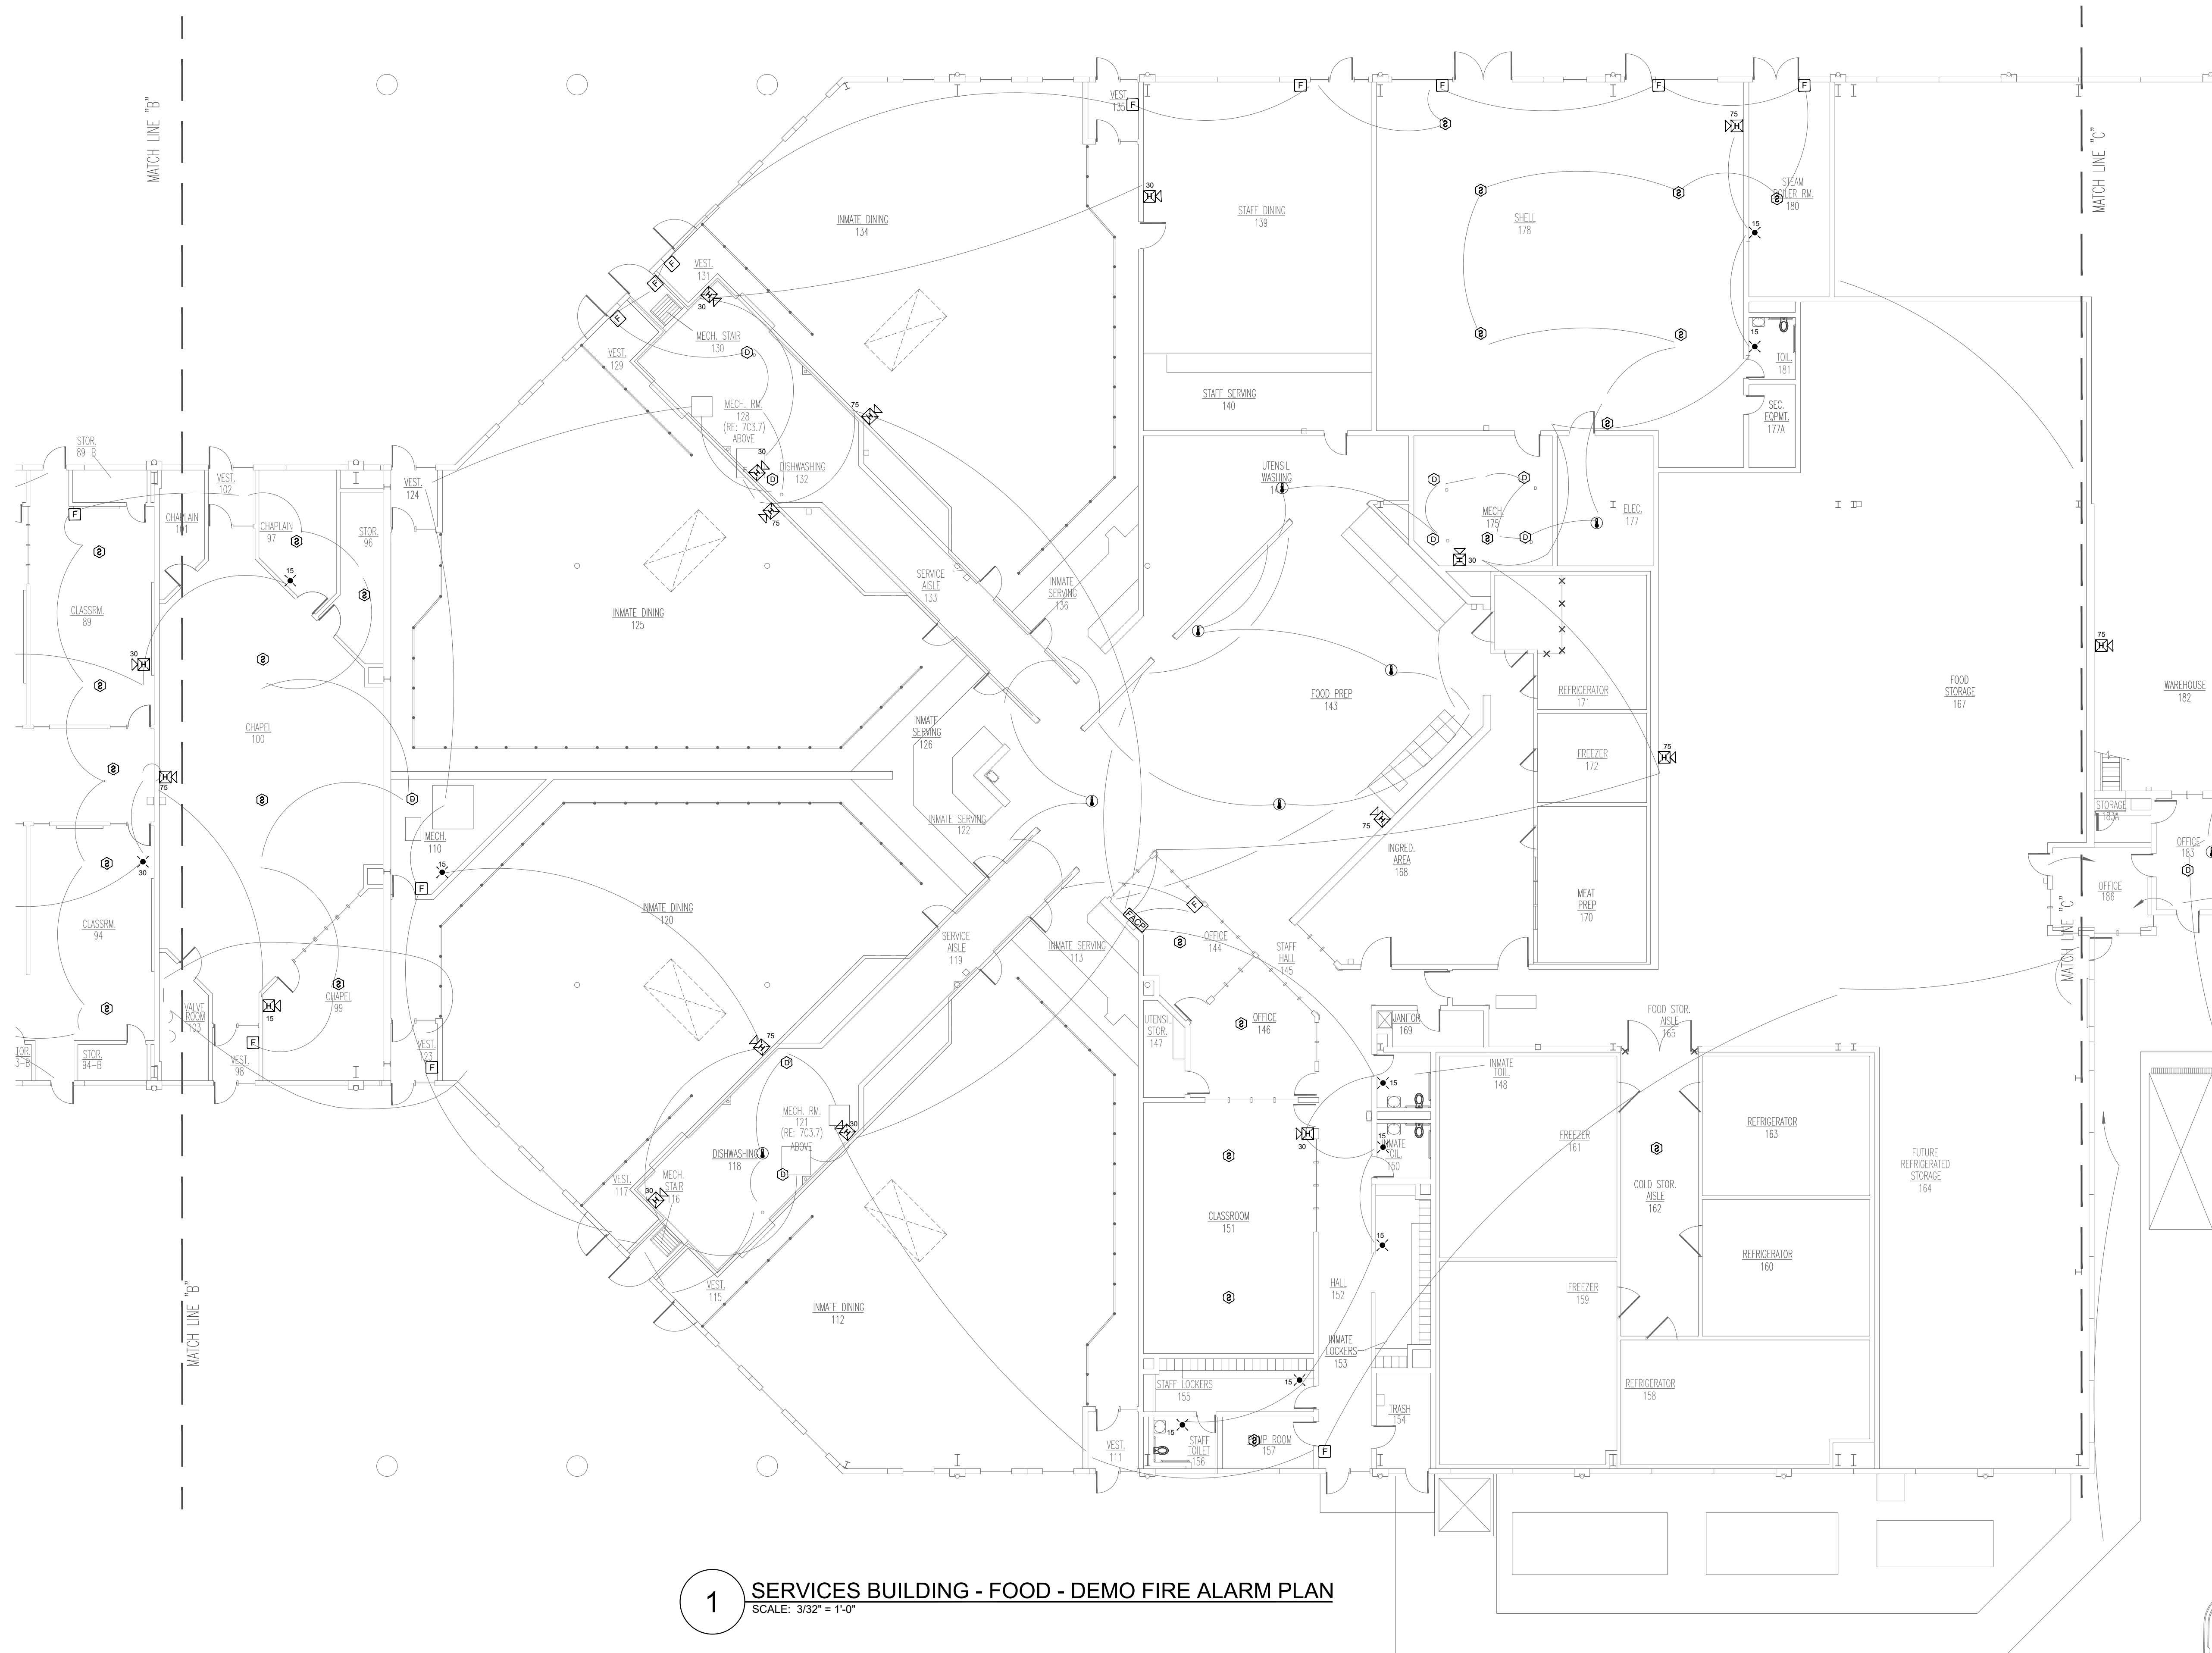 MATCH LINE "B"
MATCH LINE "C"
VEST.
135
INMATE DINING
134
STAFF DINING
139
SHELL
178
STEAM
BOILER RM.
180
VEST.
131
MECH. STAIR
130
VEST.
129
MECH. RM.
128
(RE: 7C3.7)
ABOVE
DISHWASHING
132
STAFF SERVING
140
TOIL.
181
SEC.
EQPMT.
177A
STOR.
89-B
VEST.
102
CHAPLAIN
101
CHAPLAIN
97
STOR.
96
VEST.
124
UTENSIL
WASHING
MECH.
175
ELEC.
177
CLASSRM.
89
INMATE DINING
125
SERVICE
AISLE
133
INMATE
SERVING
136
FOOD PREP
143
REFRIGERATOR
171
FOOD
STORAGE
167
WAREHOUSE
182
CHAPEL
100
INMATE
SERVING
126
FREEZER
172
INMATE SERVING
122
MECH.
110
STORAGE
183A
OFFICE
183
INGRED.
AREA
168
MEAT
PREP
170
OFFICE
186
CLASSRM.
94
INMATE DINING
120
SERVICE
AISLE
119
INMATE SERVING
113
FACP
OFFICE
144
STAFF
HALL
145
MATCH LINE "C"
VALVE
ROOM
103
CHAPEL
99
UTENSIL
STOR.
147
OFFICE
146
JANITOR
169
FOOD STOR.
AISLE
165
TOR.
3-B
STOR.
94-B
VEST.
98
VEST.
123
INMATE
TOIL.
148
MECH. RM.
121
(RE: 7C3.7)
ABOVE
DISHWASHING
118
INMATE
TOIL.
150
FREEZER
161
REFRIGERATOR
163
VEST.
117
MECH.
STAIR
116
COLD STOR.
AISLE
162
FUTURE
REFRIGERATED
STORAGE
164
CLASSROOM
151
REFRIGERATOR
160
VEST.
115
INMATE DINING
112
HALL
152
FREEZER
159
MATCH LINE "B"
INMATE
LOCKERS
153
STAFF LOCKERS
155
REFRIGERATOR
158
TRASH
154
VEST.
111
STAFF
TOILET
156
PUMP ROOM
157
1
SERVICES BUILDING - FOOD - DEMO FIRE ALARM PLAN
SCALE: 3/32" = 1'-0"